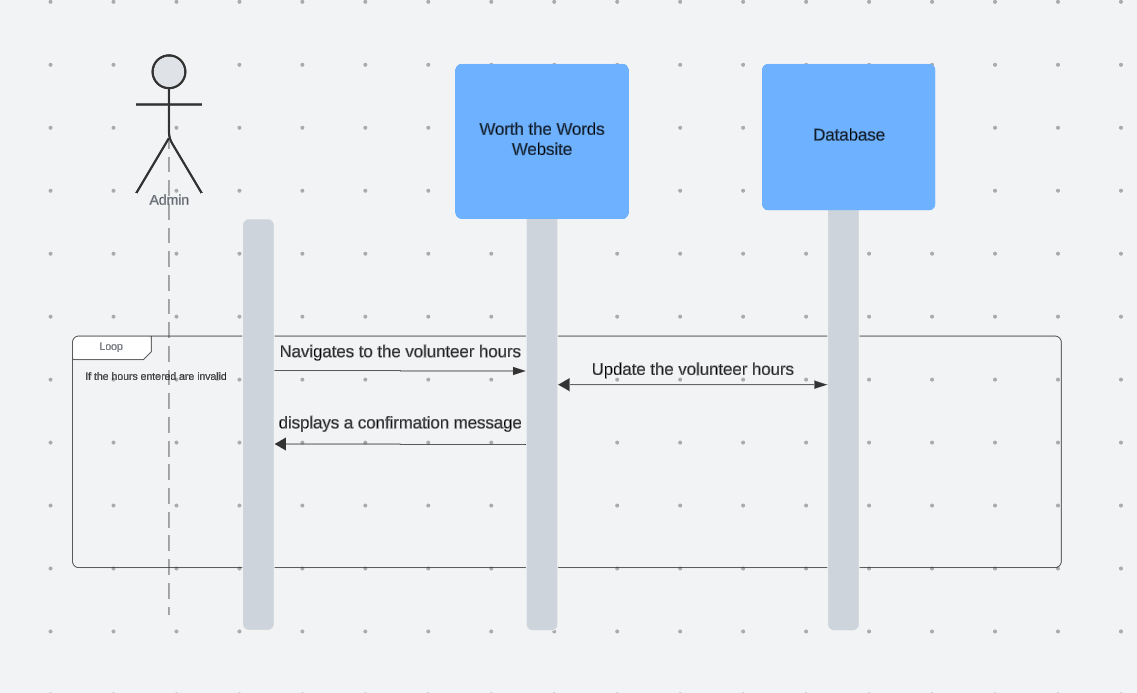 Worth the Words
Website
Database
Admin
Loop
Navigates to the volunteer hours
If the hours entered are invalid
Update the volunteer hours
displays a confirmation message